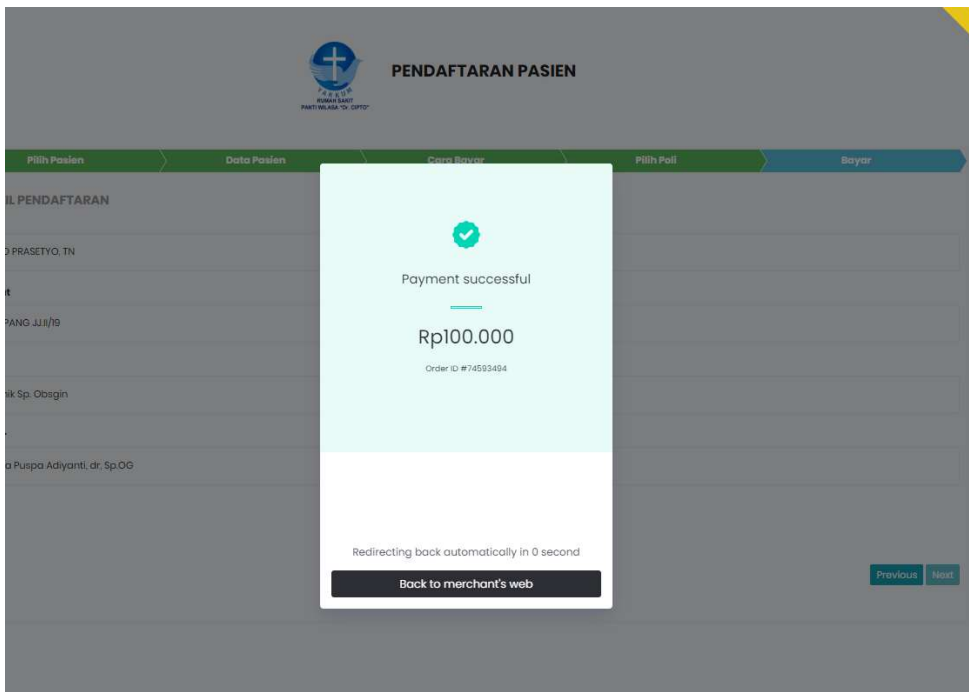 YAKKUM
RUMAH SAKIT
PANTI WILASA "Dr. CIPTO"
PENDAFTARAN PASIEN
Pilih Pasien
Data Pasien
Cara Bayar
Pilih Poli
Bayar
IL PENDAFTARAN
O PRASETYO, TN
at
PANG JJ.II/19
nik Sp. Obsgin
a Puspa Adiyanti, dr, Sp.OG
Payment successful
Rp100.000
Order ID #74593494
Redirecting back automatically in 0 second
Back to merchant's web
Previous
Next